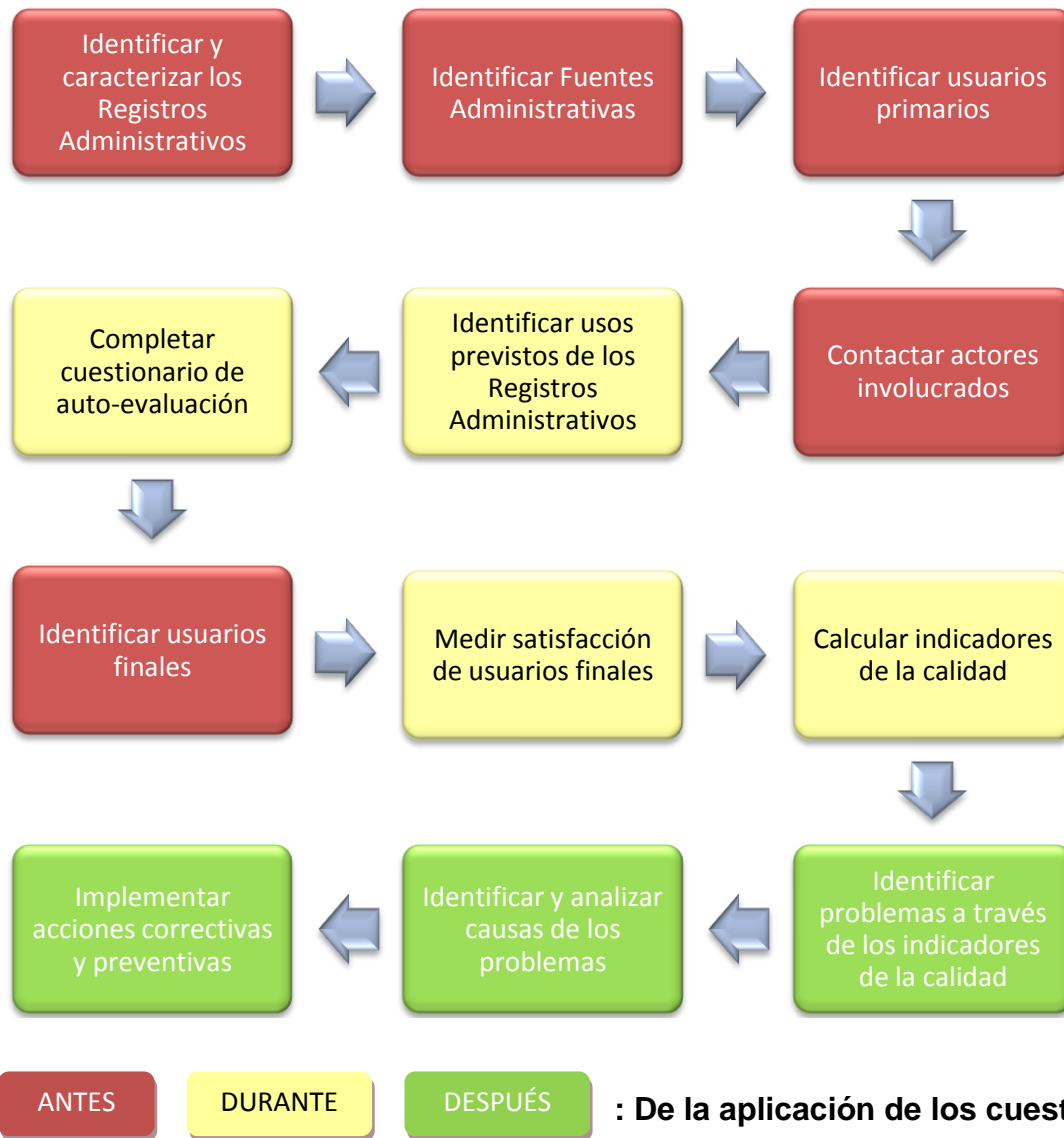 Identificar y
caracterizar los
Registros
Administrativos
Identificar Fuentes
Administrativas
Identificar usuarios
primarios
Contactar actores
involucrados
Identificar usos
previstos de los
Registros
Administrativos
Completar
cuestionario de
auto-evaluación
Identificar usuarios
finales
Medir satisfacción
de usuarios finales
Calcular indicadores
de la calidad
Identificar
problemas a través
de los indicadores
de la calidad
Identificar y analizar
causas de los
problemas
Implementar
acciones correctivas
y preventivas
ANTES
DURANTE
DESPUÉS
: De la aplicación de los